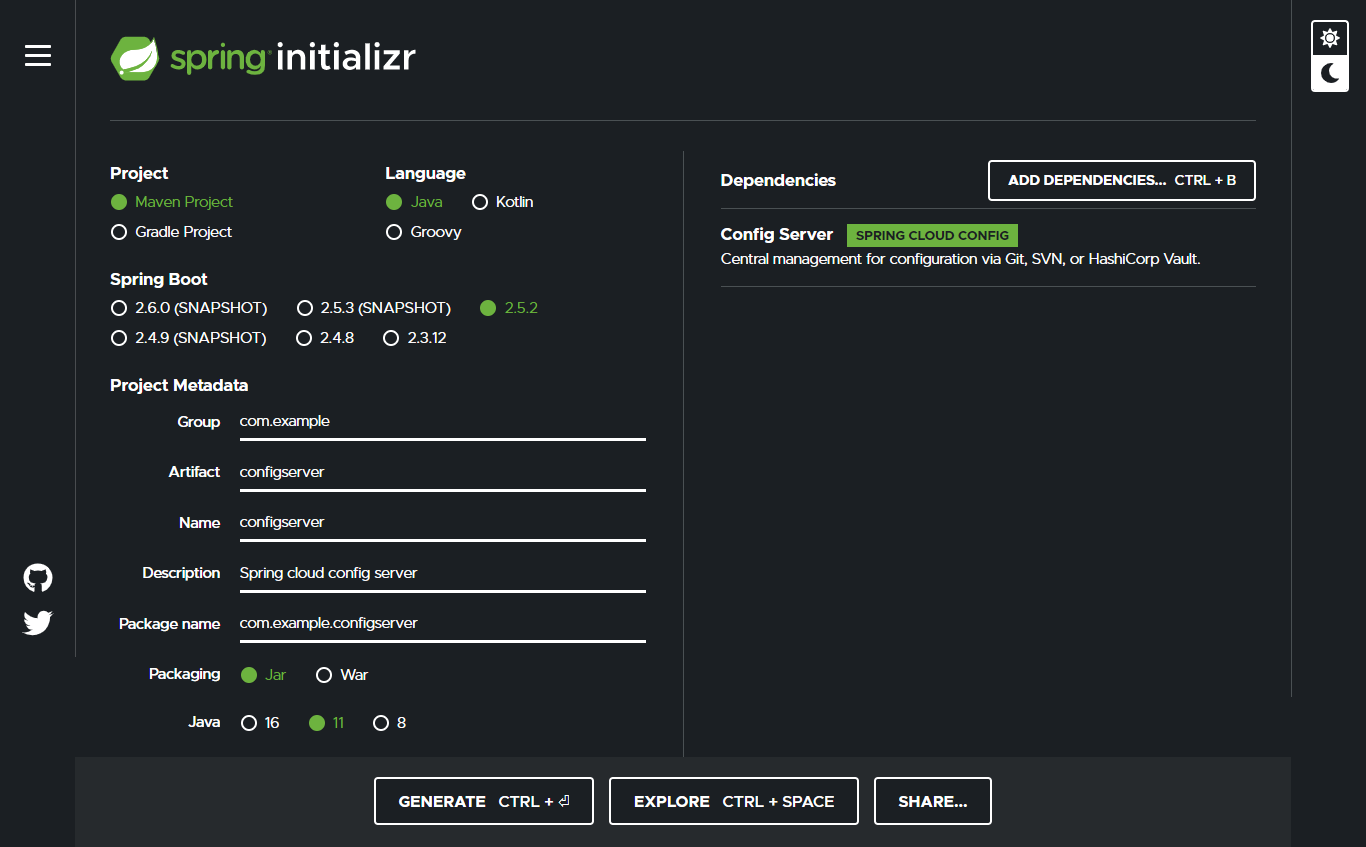 spring initializr
Project
Maven Project
Gradle Project
Language
Java Kotlin
Groovy
Spring Boot
2.6.0 (SNAPSHOT) 2.5.3 (SNAPSHOT) 2.5.2
2.4.9 (SNAPSHOT) 2.4.8 2.3.12
Project Metadata
Group com.example
Artifact configserver
Name configserver
Description Spring cloud config server
Package name com.example.configserver
Packaging Jar War
Java 16 11 8
Dependencies ADD DEPENDENCIES... CTRL + B
Config Server SPRING CLOUD CONFIG
Central management for configuration via Git, SVN, or HashiCorp Vault.
GENERATE CTRL + ⏎ EXPLORE CTRL + SPACE SHARE...